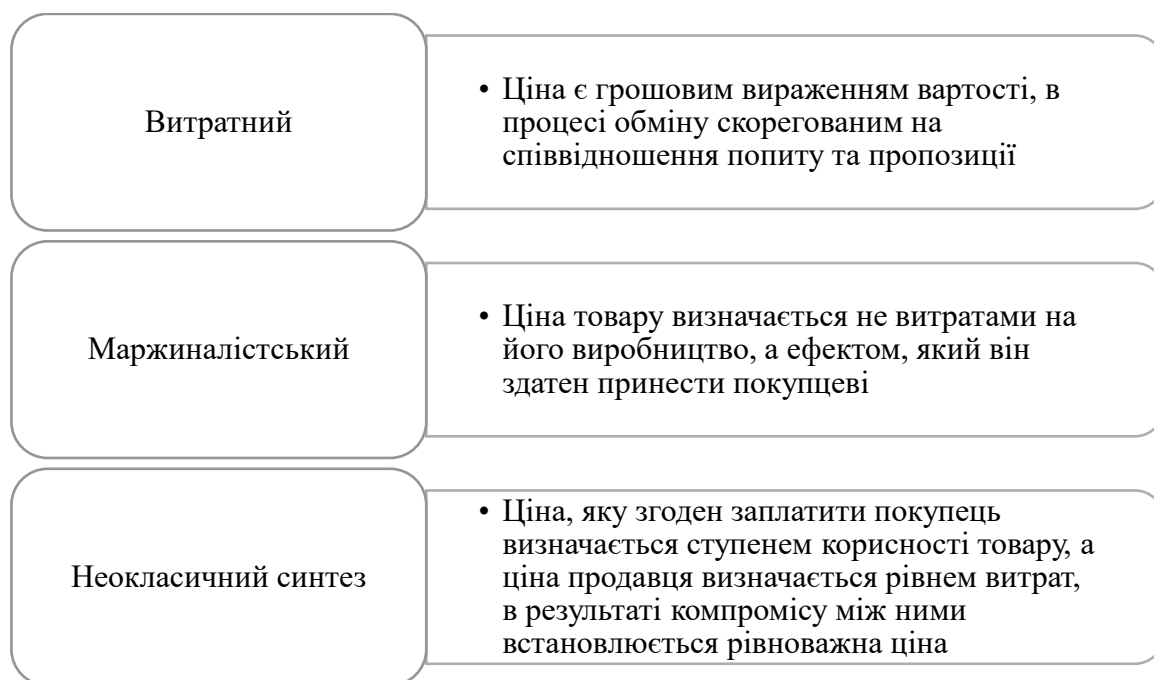 Витратний
• Ціна є грошовим вираженням вартості, в
процесі обміну скорегованим на
співвідношення попиту та пропозиції
Маржиналістський
• Ціна товару визначається не витратами на
його виробництво, а ефектом, який він
здатен принести покупцеві
Неокласичний синтез
• Ціна, яку згоден заплатити покупець
визначається ступенем корисності товару, а
ціна продавця визначається рівнем витрат,
в результаті компромісу між ними
встановлюється рівноважна ціна